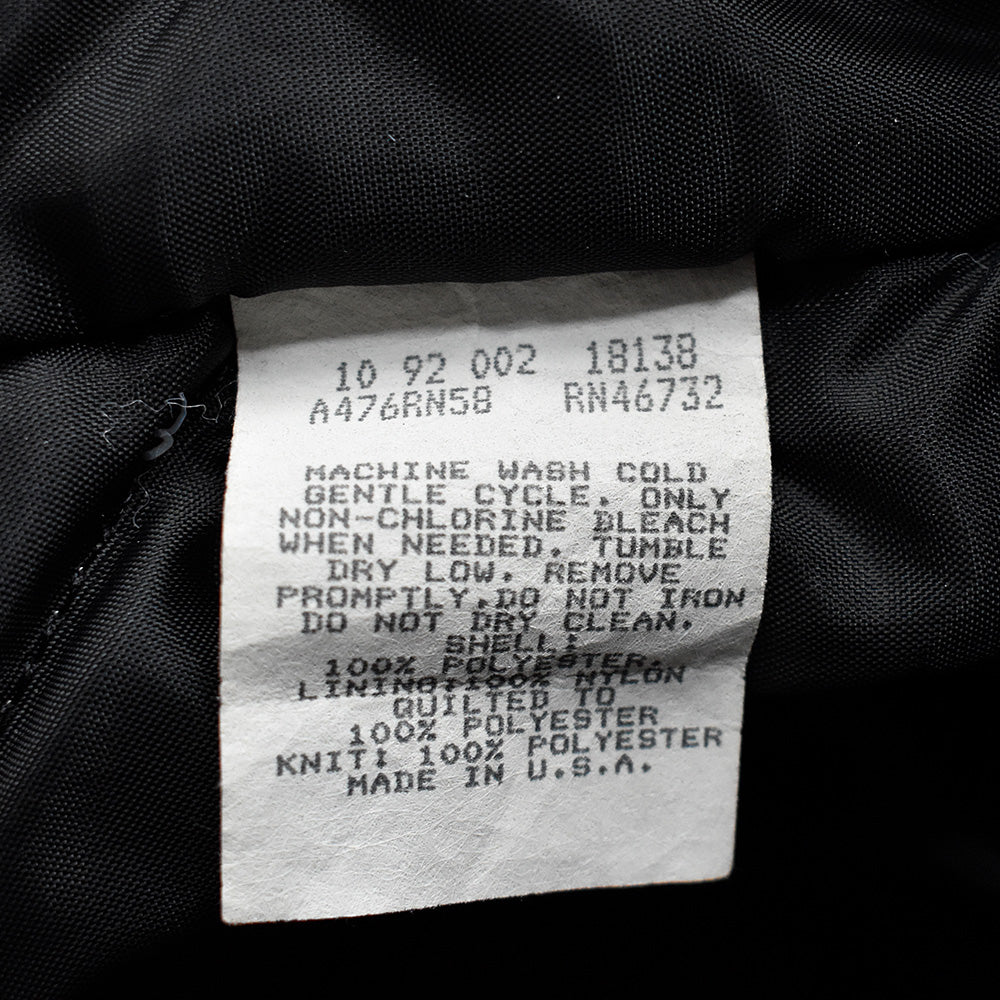 10 92 002 18138
A476RN58 RN46732
MACHINE WASH COLD
GENTLE CYCLE. ONLY
NON-CHLORINE BLEACH
WHEN NEEDED. TUMBLE
DRY LOW. REMOVE
PROMPTLY.DO NOT IRON
DO NOT DRY CLEAN.
SHELL:
100% POLYESTER.
LINING:100% NYLON
QUILTED TO
100% POLYESTER
KNIT: 100% POLYESTER
MADE IN U.S.A.